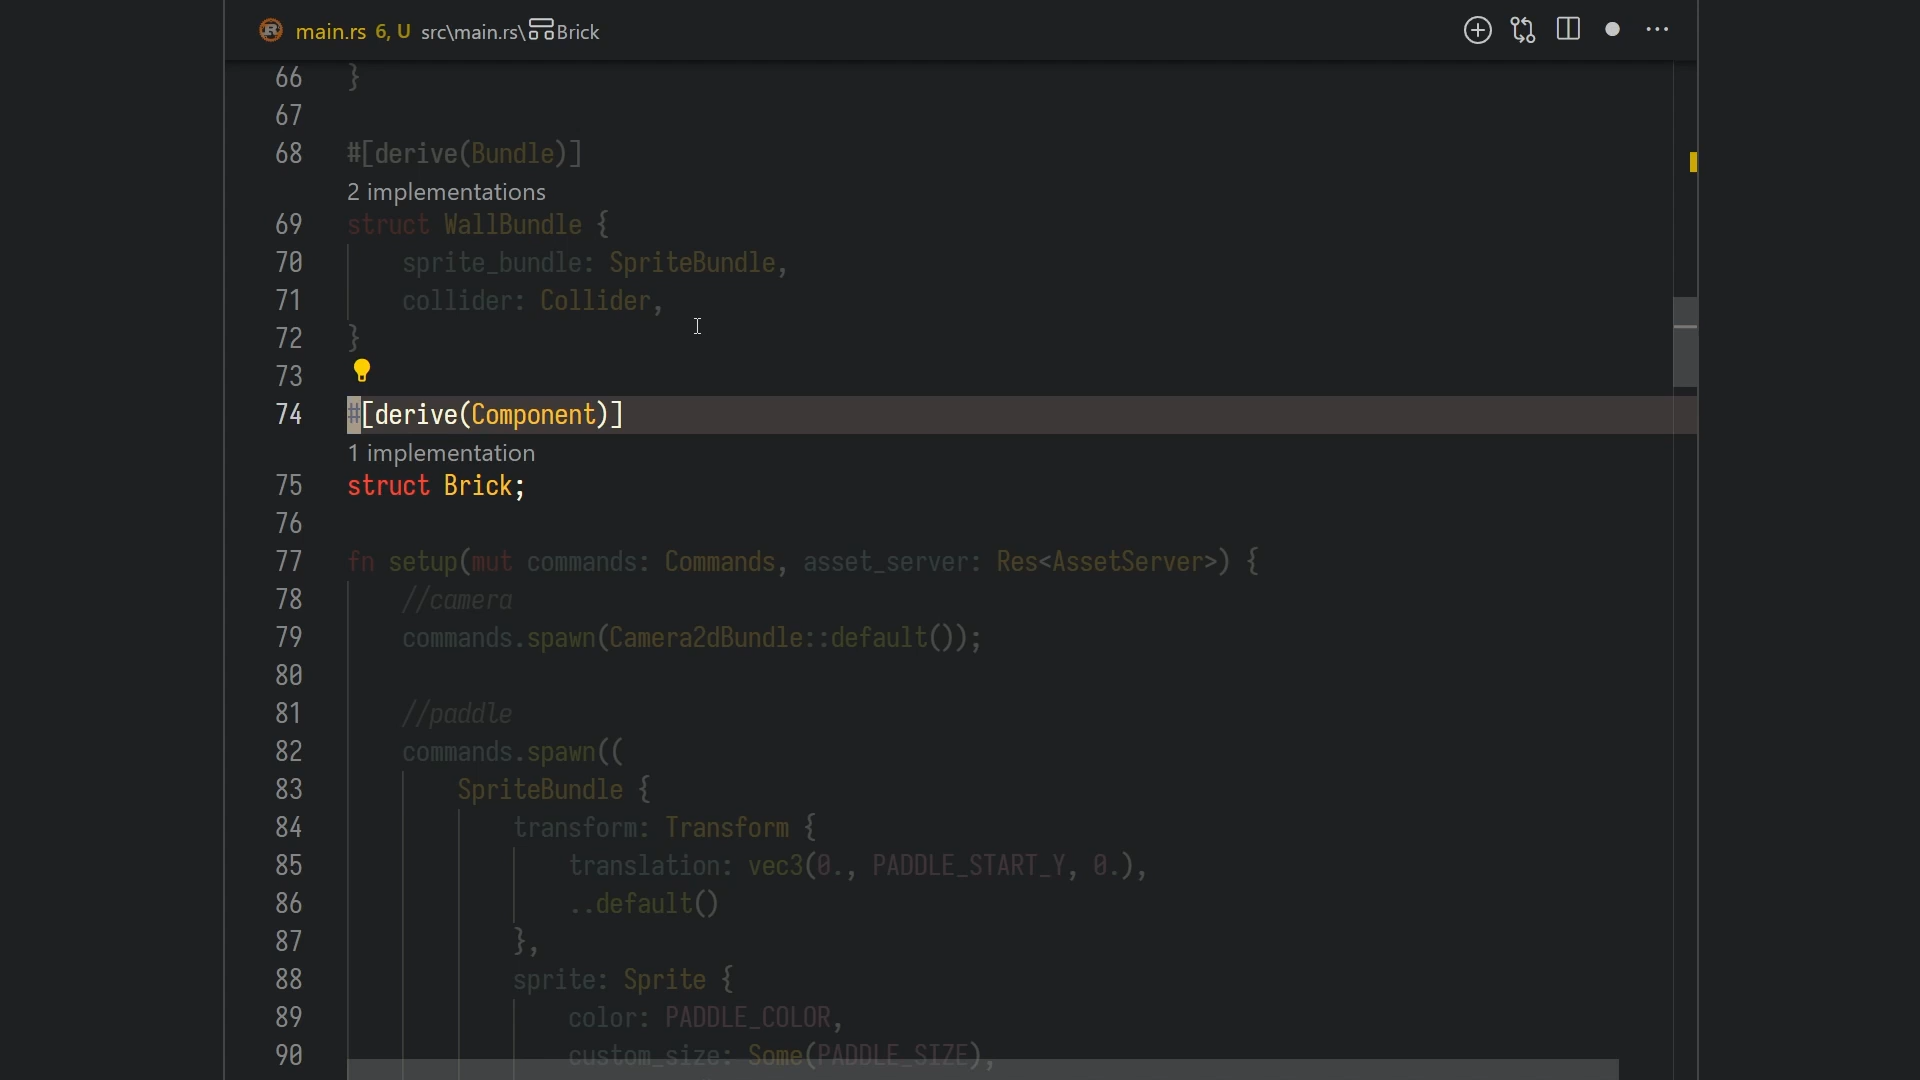 main.rs 6, U src\main.rs\Brick
66 }
67
68 #[derive(Bundle)]
2 implementations
69 struct WallBundle {
70 sprite_bundle: SpriteBundle,
71 collider: Collider,
72 }
73
74 #[derive(Component)]
1 implementation
75 struct Brick;
76
77 fn setup(mut commands: Commands, asset_server: Res<AssetServer>) {
78 //camera
79 commands.spawn(Camera2dBundle::default());
80
81 //paddle
82 commands.spawn((
83 SpriteBundle {
84 transform: Transform {
85 translation: vec3(0., PADDLE_START_Y, 0.),
86 ..default()
87 },
88 sprite: Sprite {
89 color: PADDLE_COLOR,
90 custom_size: Some(PADDLE_SIZE),